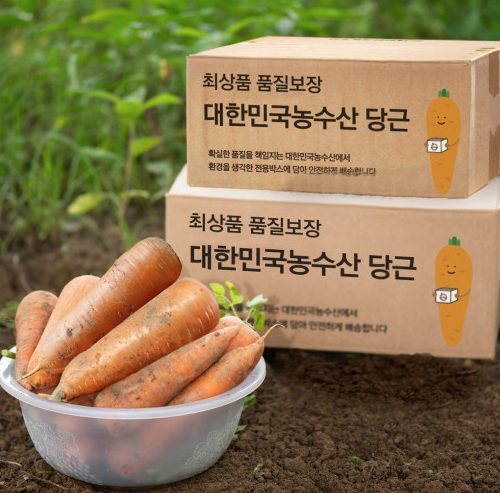 최상품 품질보장
대한민국농수산 당근
확실한 품질을 책임지는 대한민국농수산에서
환경을 생각한 전용박스에 담아 안전하게 배송합니다
최상품 품질보장
대한민국농수산 당근
는 대한민국농수산에서
박스에 담아 안전하게 배송합니다